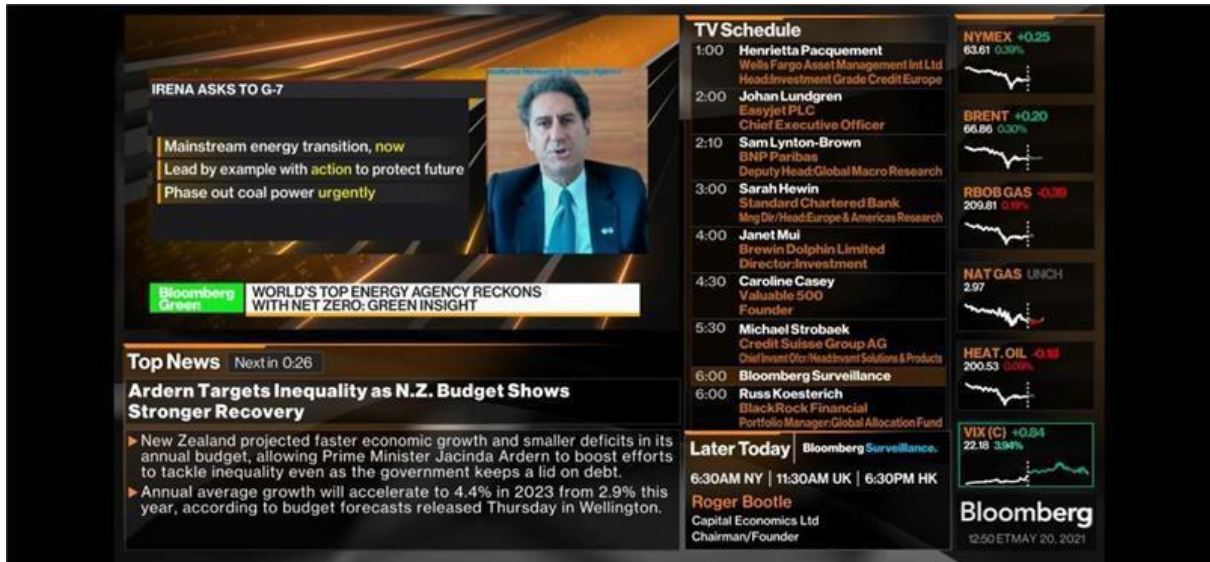 International Renewable Energy Agency
IRENA ASKS TO G-7
Mainstream energy transition, now
Lead by example with action to protect future
Phase out coal power urgently
Bloomberg
Green
WORLD'S TOP ENERGY AGENCY RECKONS
WITH NET ZERO: GREEN INSIGHT
Top News Next in 0:26
Ardern Targets Inequality as N.Z. Budget Shows
Stronger Recovery
New Zealand projected faster economic growth and smaller deficits in its
annual budget, allowing Prime Minister Jacinda Ardern to boost efforts
to tackle inequality even as the government keeps a lid on debt.
Annual average growth will accelerate to 4.4% in 2023 from 2.9% this
year, according to budget forecasts released Thursday in Wellington.
TV Schedule
1:00 Henrietta Pacquement
Wells Fargo Asset Management Int Ltd
Head:Investment Grade Credit Europe
2:00 Johan Lundgren
Easyjet PLC
Chief Executive Officer
2:10 Sam Lynton-Brown
BNP Paribas
Deputy Head:Global Macro Research
3:00 Sarah Hewin
Standard Chartered Bank
Mng Dir/Head:Europe & Americas Research
4:00 Janet Mui
Brewin Dolphin Limited
Director:Investment
4:30 Caroline Casey
Valuable 500
Founder
5:30 Michael Strobaek
Credit Suisse Group AG
Chief Invsmt Ofcr/Head:Invsmt Solutions & Products
6:00 Bloomberg Surveillance
6:00 Russ Koesterich
BlackRock Financial
Portfolio Manager:Global Allocation Fund
Later Today Bloomberg Surveillance.
6:30AM NY | 11:30AM UK | 6:30PM HK
Roger Bootle
Capital Economics Ltd
Chairman/Founder
NYMEX +0.25
63.61 0.39%
BRENT +0.20
66.86 0.30%
RBOB GAS -0.39
209.81 0.19%
NAT GAS UNCH
2.97
HEAT. OIL -0.18
200.53 0.09%
VIX (C) +0.84
22.18 3.94%
Bloomberg
12:50 ET MAY 20, 2021